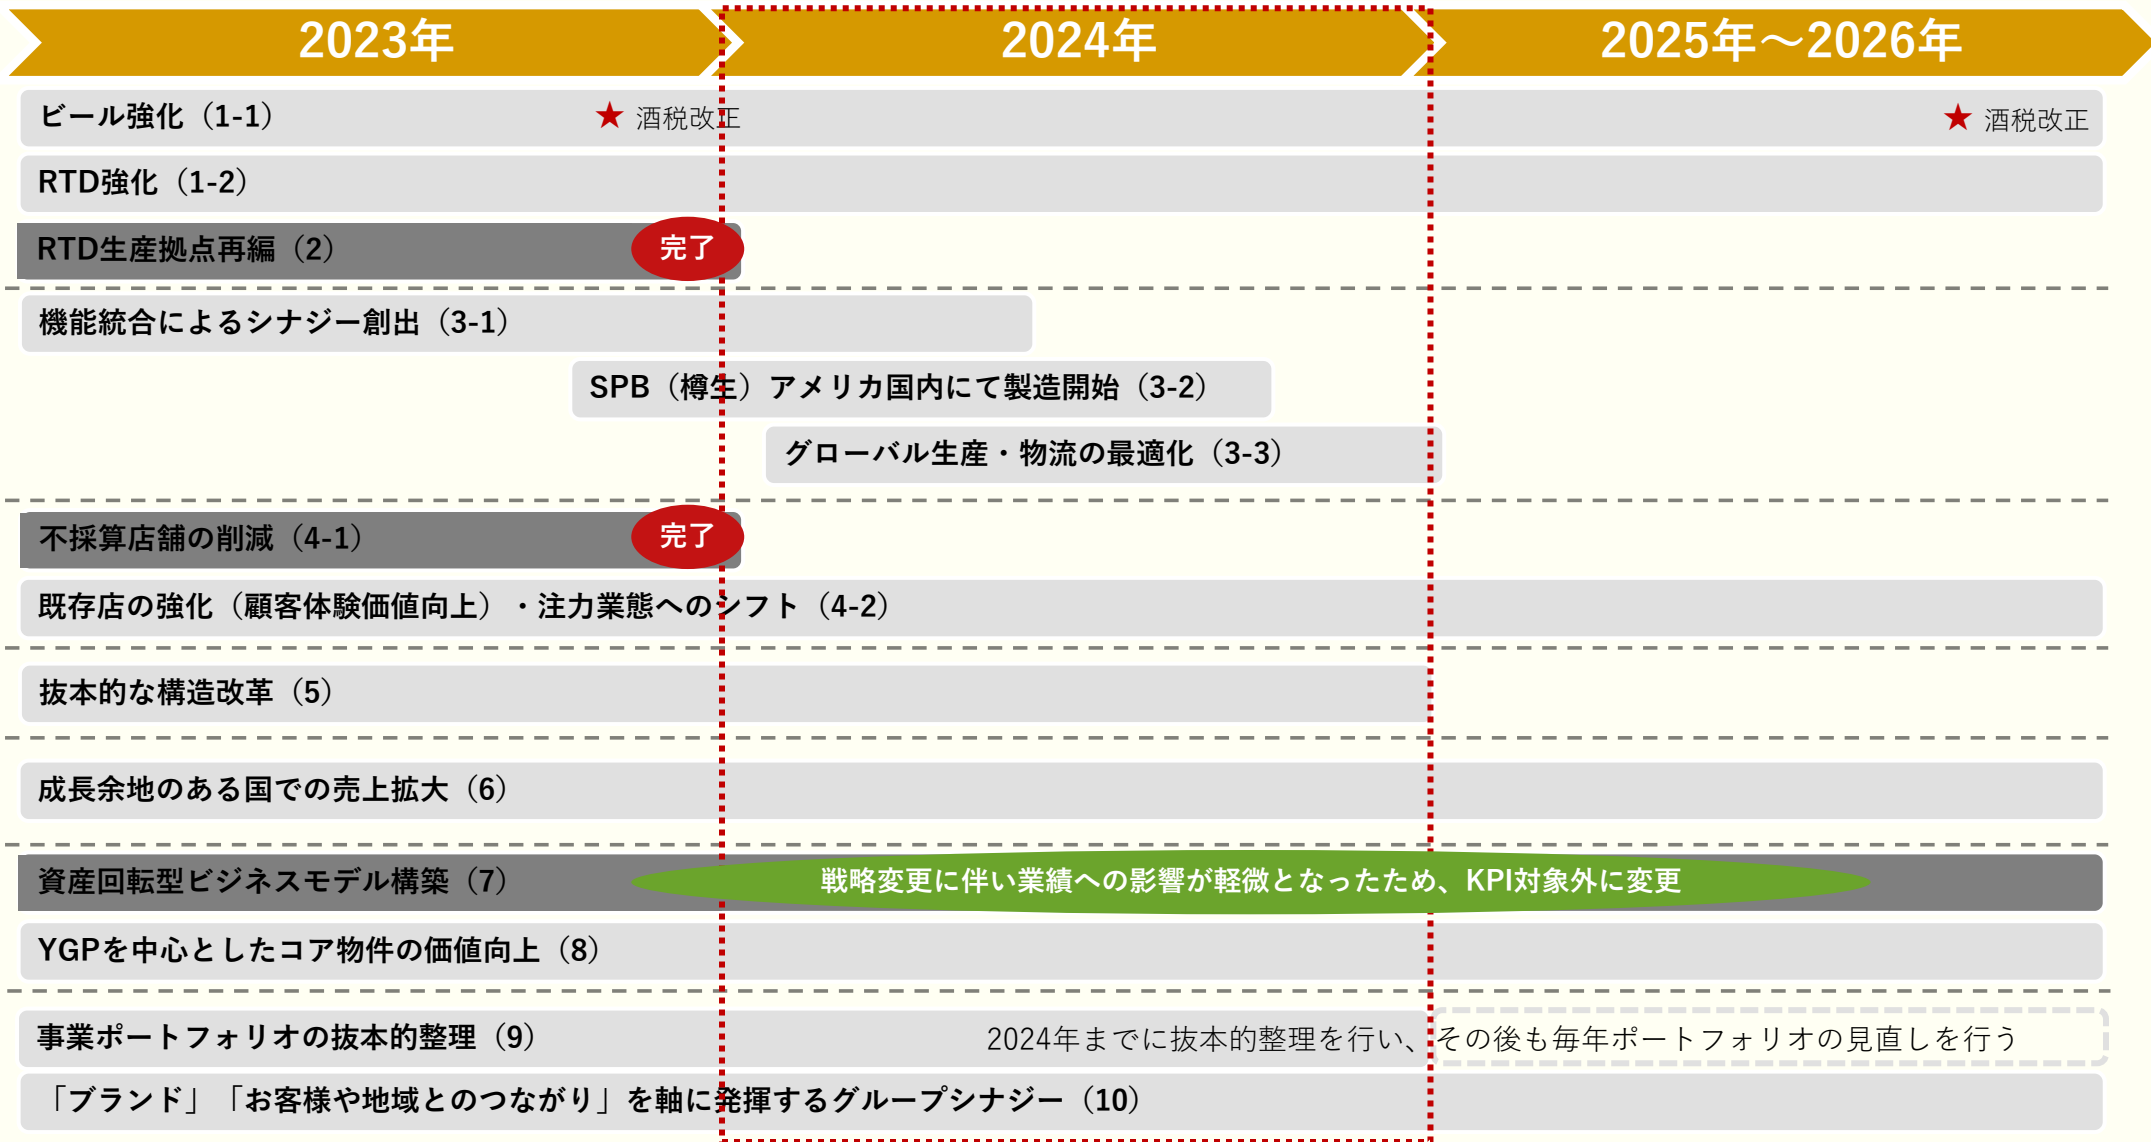 2023年
2024年
2025年～2026年
ビール強化（1-1）
★ 酒税改正
★ 酒税改正
RTD強化（1-2）
RTD生産拠点再編（2）
完了
機能統合によるシナジー創出（3-1）
SPB（樽生）アメリカ国内にて製造開始（3-2）
グローバル生産・物流の最適化（3-3）
不採算店舗の削減（4-1）
完了
既存店の強化（顧客体験価値向上）・注力業態へのシフト（4-2）
抜本的な構造改革（5）
成長余地のある国での売上拡大（6）
資産回転型ビジネスモデル構築（7）
戦略変更に伴い業績への影響が軽微となったため、KPI対象外に変更
YGPを中心としたコア物件の価値向上（8）
事業ポートフォリオの抜本的整理（9）
2024年までに抜本的整理を行い、その後も毎年ポートフォリオの見直しを行う
「ブランド」「お客様や地域とのつながり」を軸に発揮するグループシナジー（10）